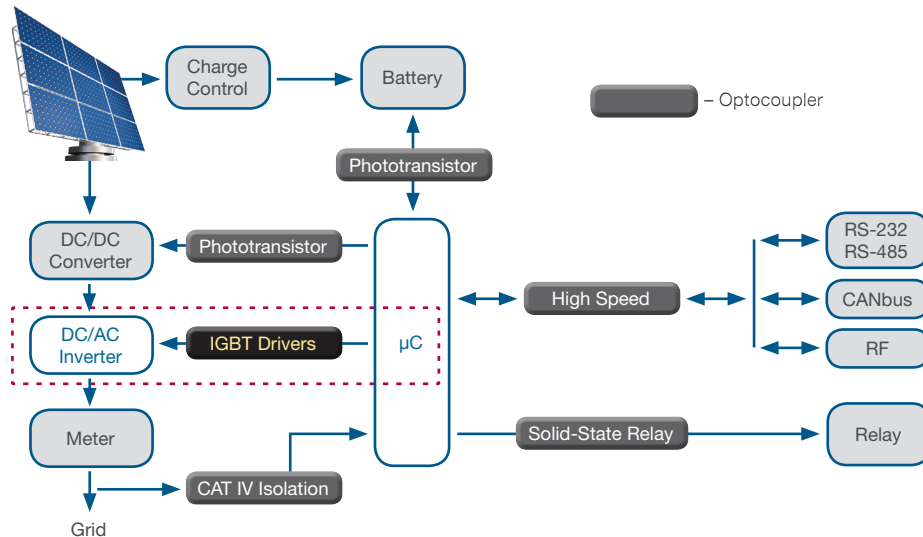 Charge
Control
Battery
– Optocoupler
Phototransistor
DC/DC
Converter
Phototransistor
RS-232
RS-485
High Speed
CANbus
DC/AC
Inverter
IGBT Drivers
µC
RF
Meter
Solid-State Relay
Relay
CAT IV Isolation
Grid